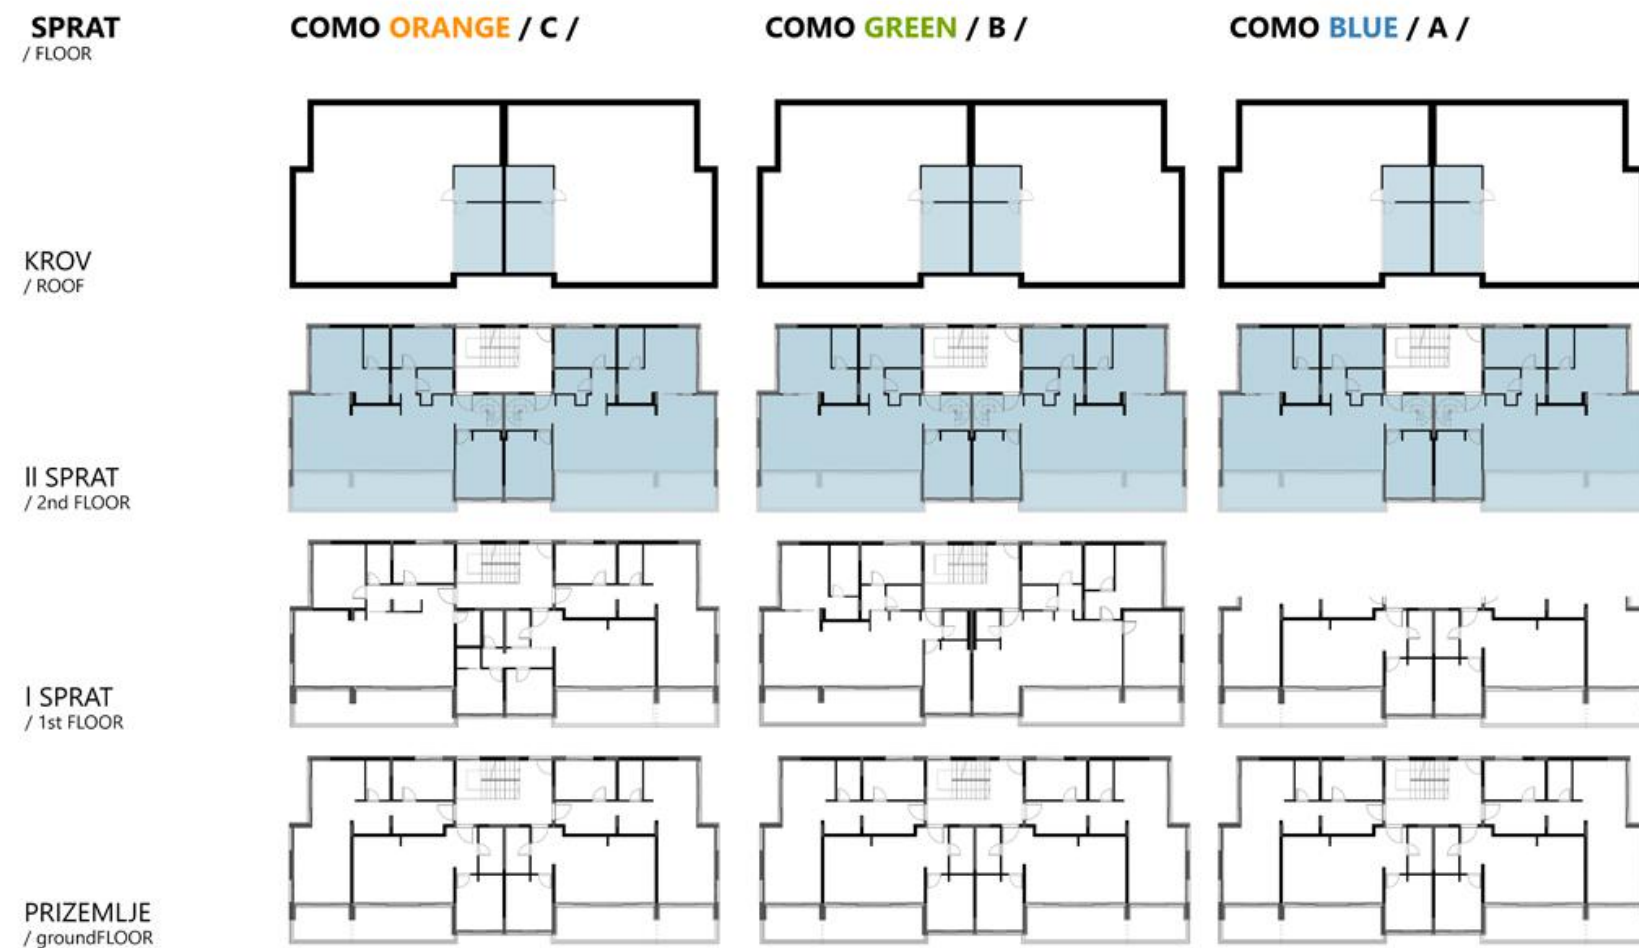 SPRAT
/ FLOOR
COMO ORANGE / C /
COMO GREEN / B /
COMO BLUE / A /
KROV
/ ROOF
II SPRAT
/ 2nd FLOOR
I SPRAT
/ 1st FLOOR
PRIZEMLJE
/ groundFLOOR